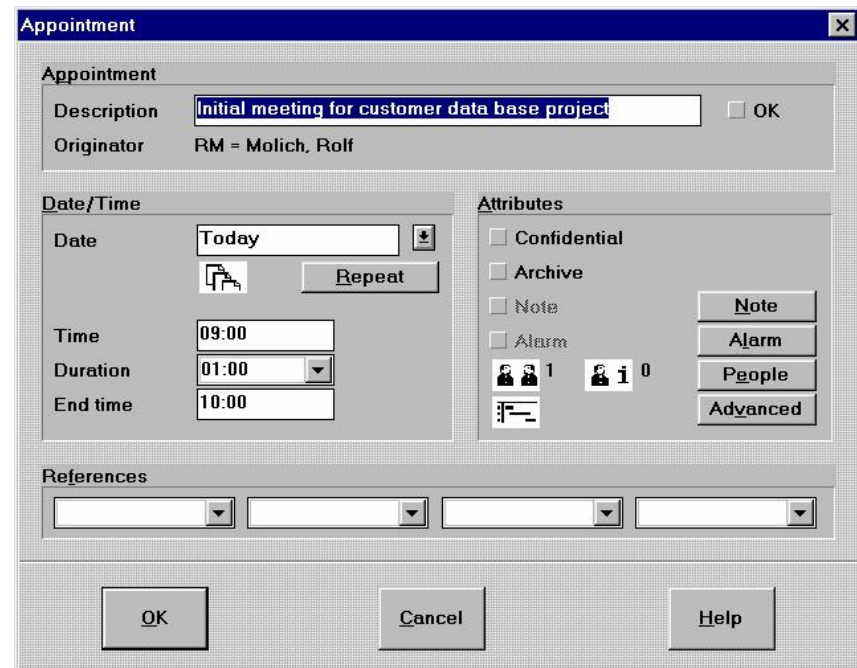 Appointment
Appointment
Description Initial meeting for customer data base project OK
Originator RM = Molich, Rolf
Date/Time
Date Today
Repeat
Time 09:00
Duration 01:00
End time 10:00
Attributes
Confidential
Archive
Note Note
Alarm Alarm
1 i 0 People
Advanced
References
OK Cancel Help